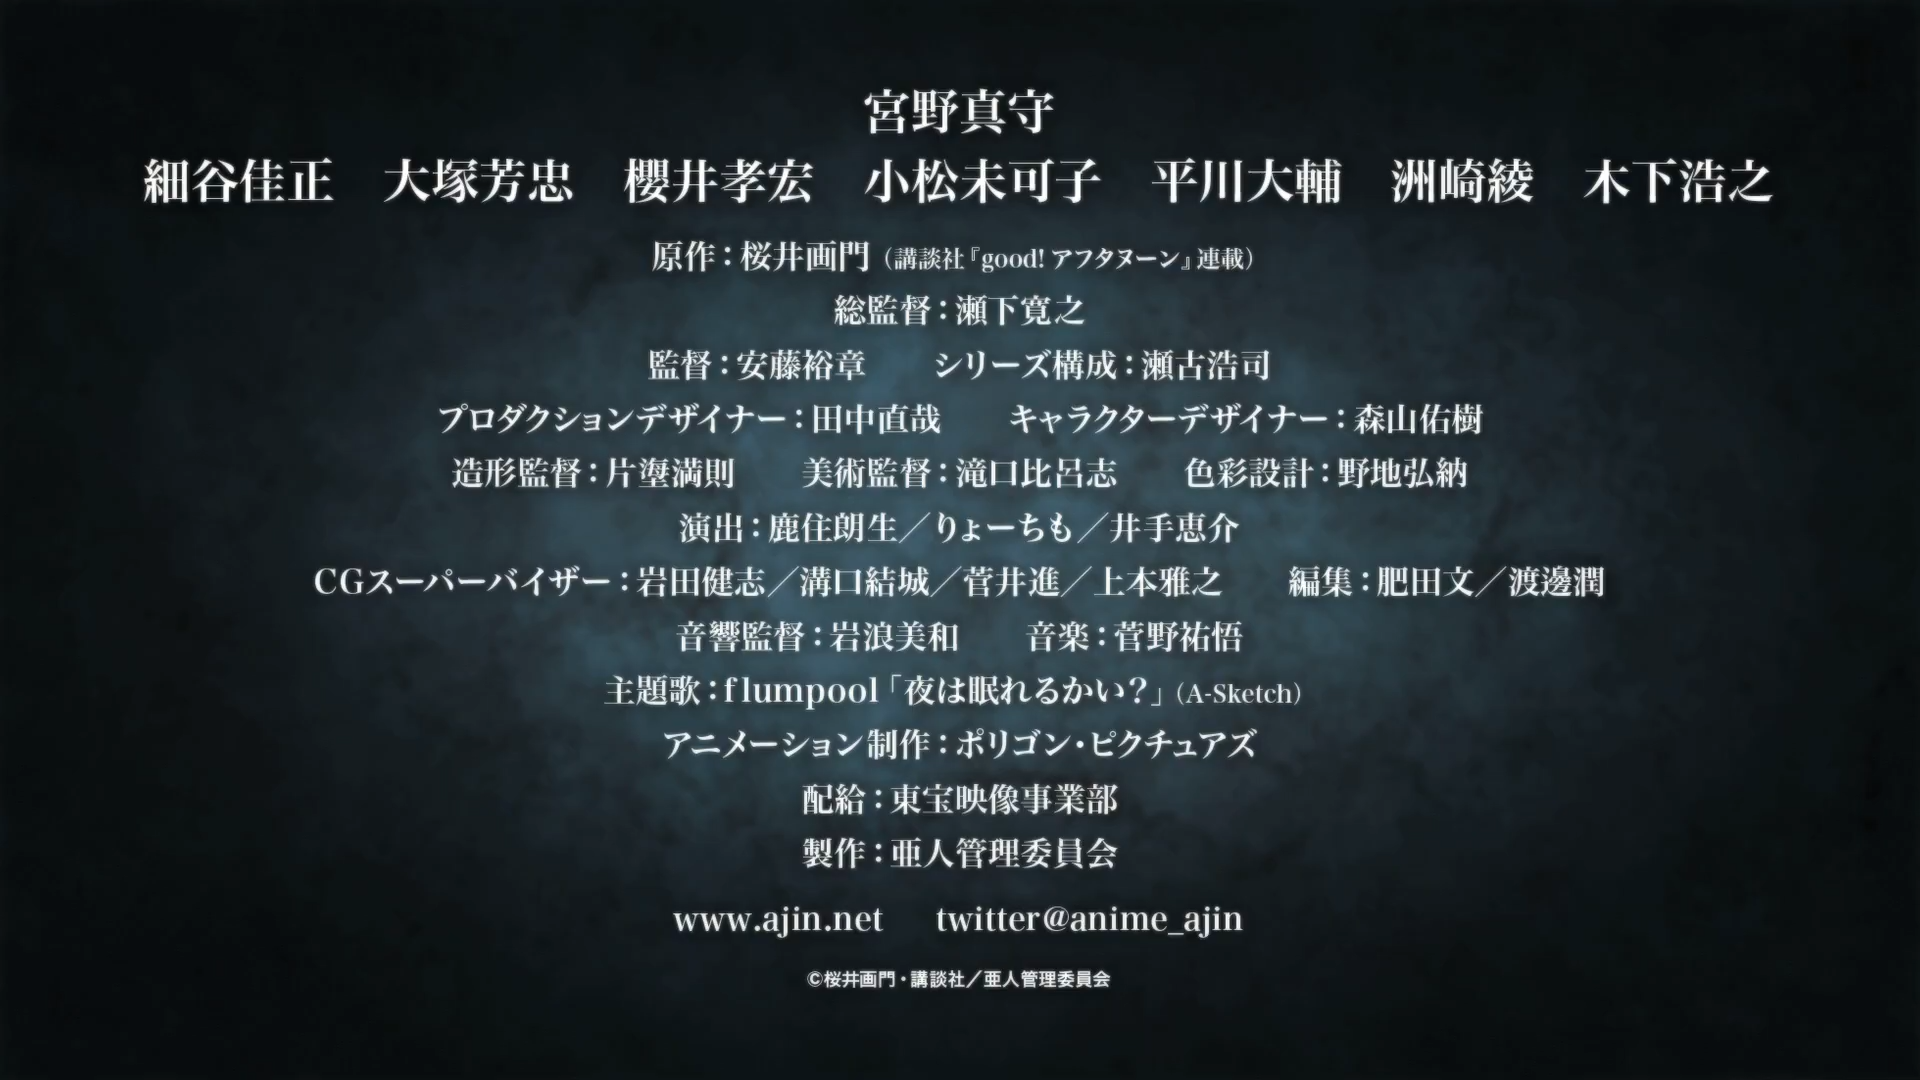 宮野真守
細谷佳正　大塚芳忠　櫻井孝宏　小松未可子　平川大輔　洲崎綾　木下浩之
原作：桜井画門（講談社『good! アフタヌーン』連載）
総監督：瀬下寛之
監督：安藤裕章　　シリーズ構成：瀬古浩司
プロダクションデザイナー：田中直哉　　キャラクターデザイナー：森山佑樹
造形監督：片塰満則　　美術監督：滝口比呂志　　色彩設計：野地弘納
演出：鹿住朗生／りょーちも／井手恵介
CGスーパーバイザー：岩田健志／溝口結城／菅井進／上本雅之　　編集：肥田文／渡邊潤
音響監督：岩浪美和　　音楽：菅野祐悟
主題歌：flumpool「夜は眠れるかい？」（A-Sketch）
アニメーション制作：ポリゴン・ピクチュアズ
配給：東宝映像事業部
製作：亜人管理委員会
www.ajin.net　twitter@anime_ajin
©桜井画門・講談社／亜人管理委員会